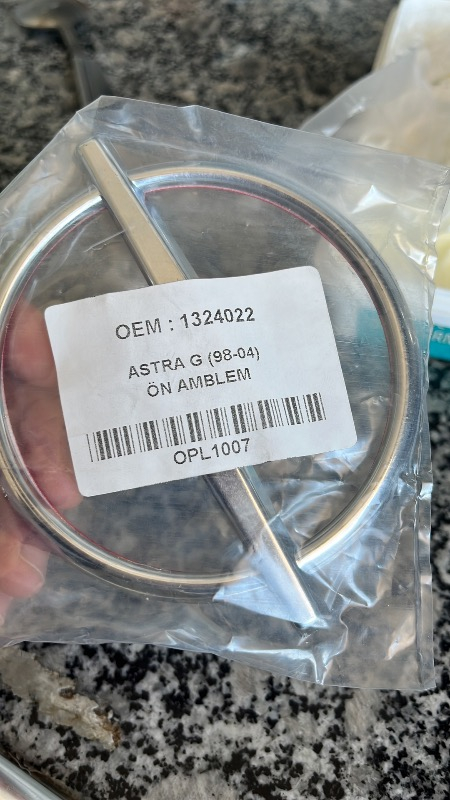 OEM : 1324022
ASTRA G (98-04)
ÖN AMBLEM
OPL1007